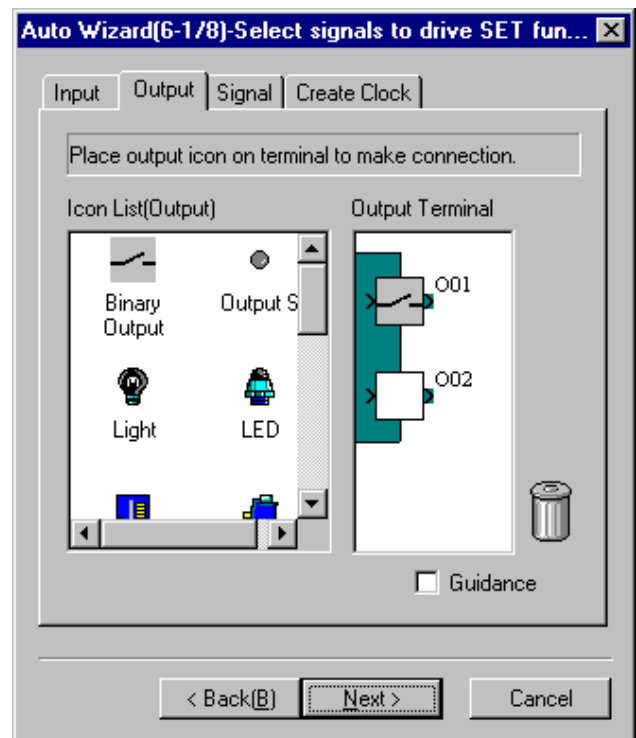 Auto Wizard(6-1/8)-Select signals to drive SET fun...
Input Output Signal Create Clock
Place output icon on terminal to make connection.
Icon List(Output)
Output Terminal
Binary
Output
Output S
Light
LED
O01
O02
Guidance
< Back(B)
Next >
Cancel